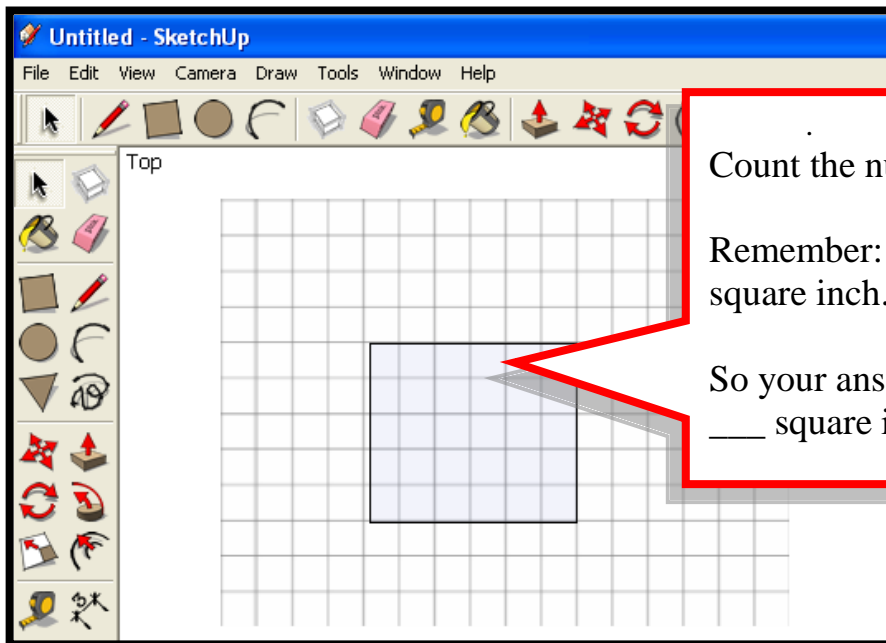 Untitled - SketchUp
File Edit View Camera Draw Tools Window Help
Top
.
Count the nu
Remember:
square inch.
So your ans
___ square i